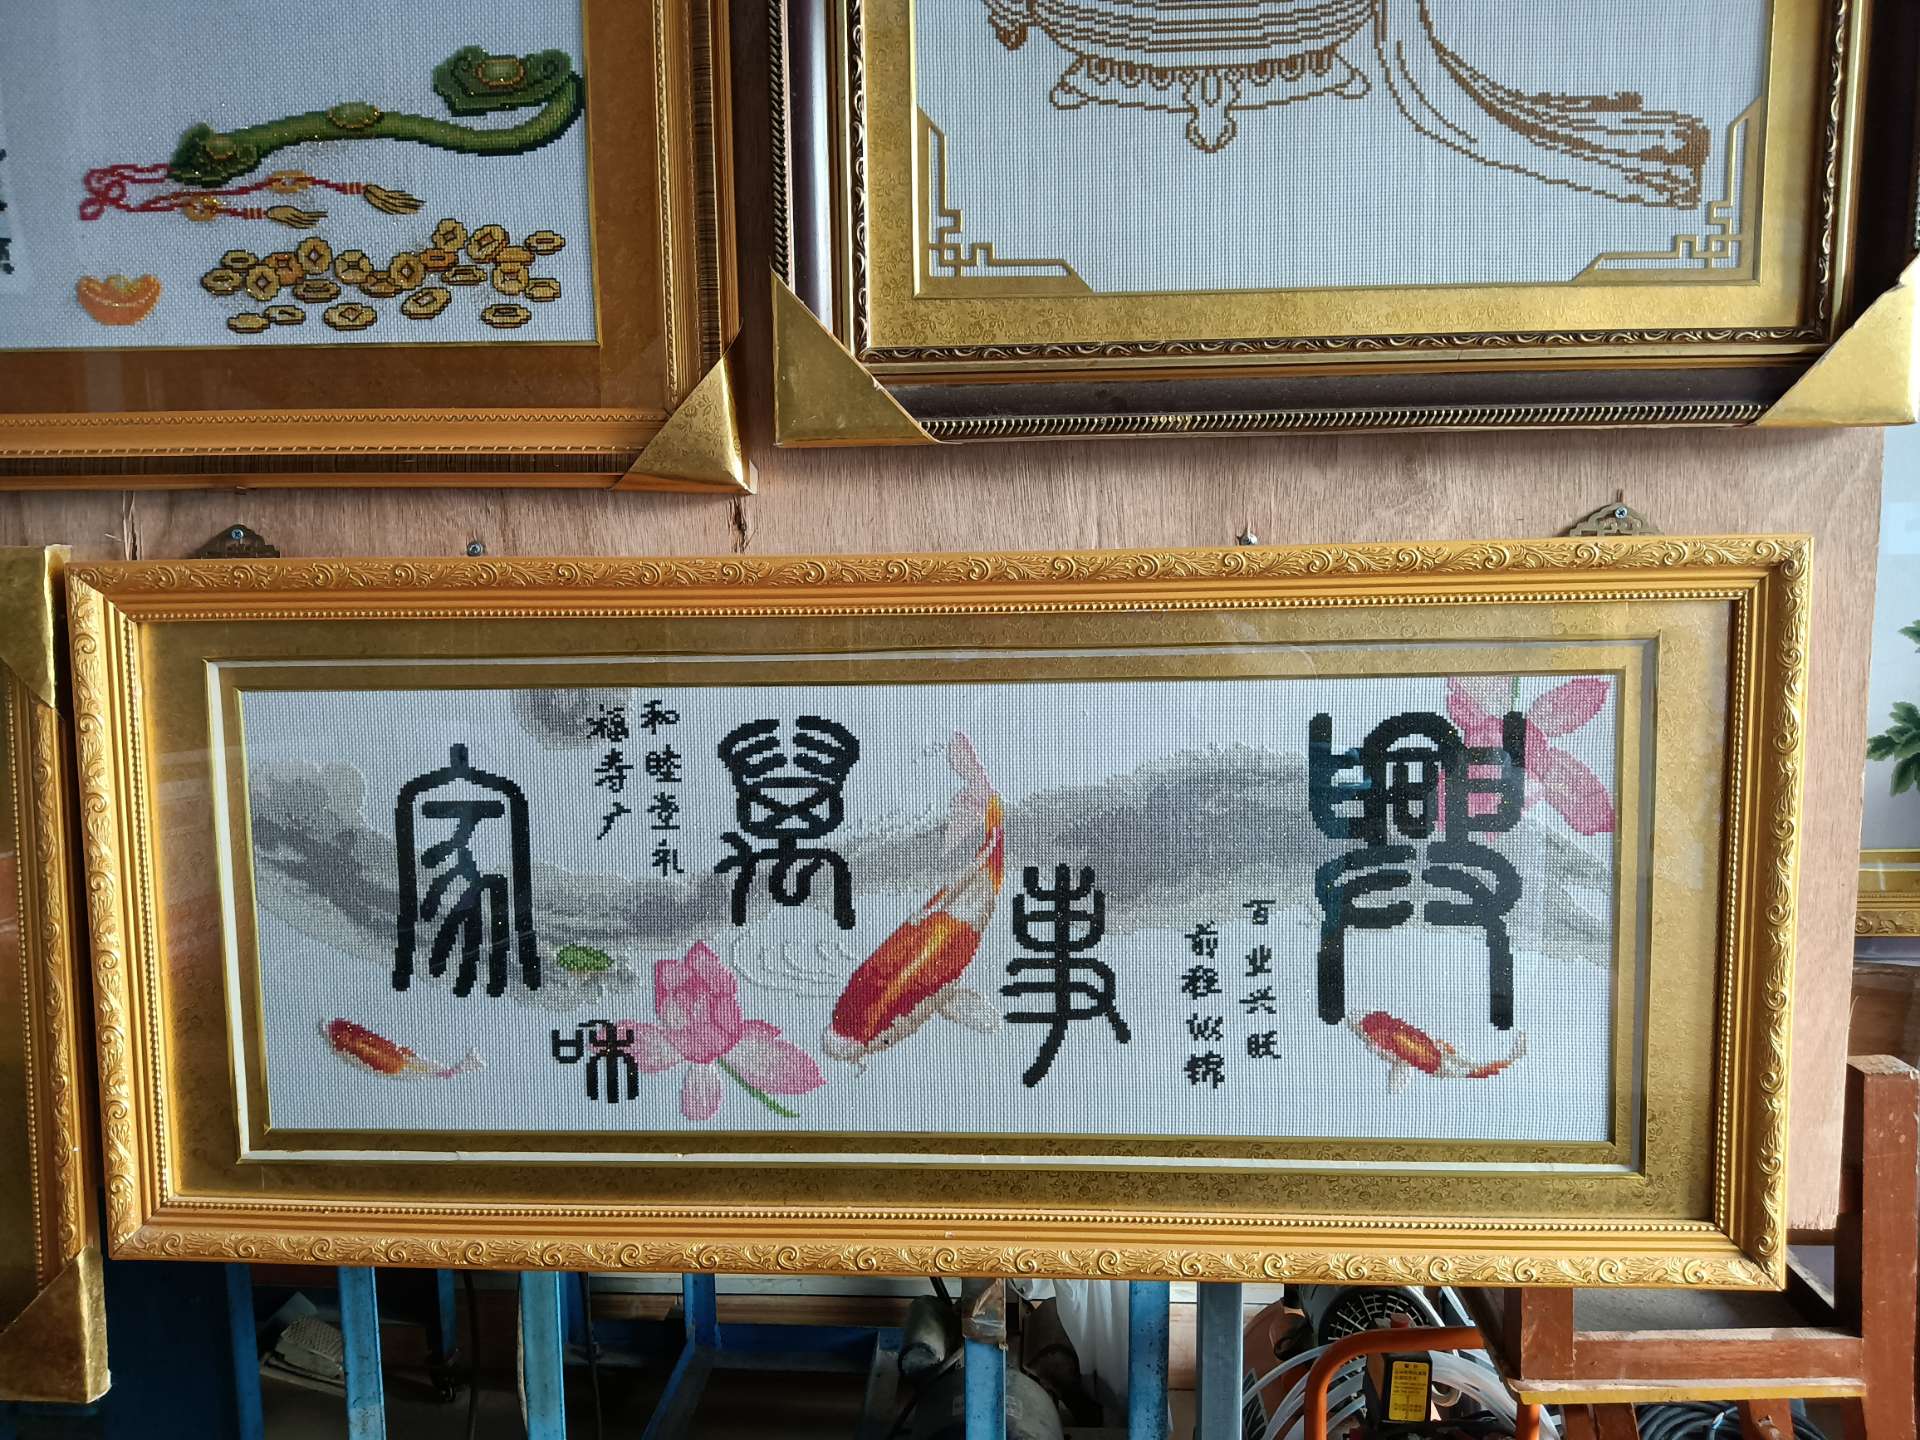 家和萬事興
和睦堂礼
福寿广
百业兴旺
前程似锦